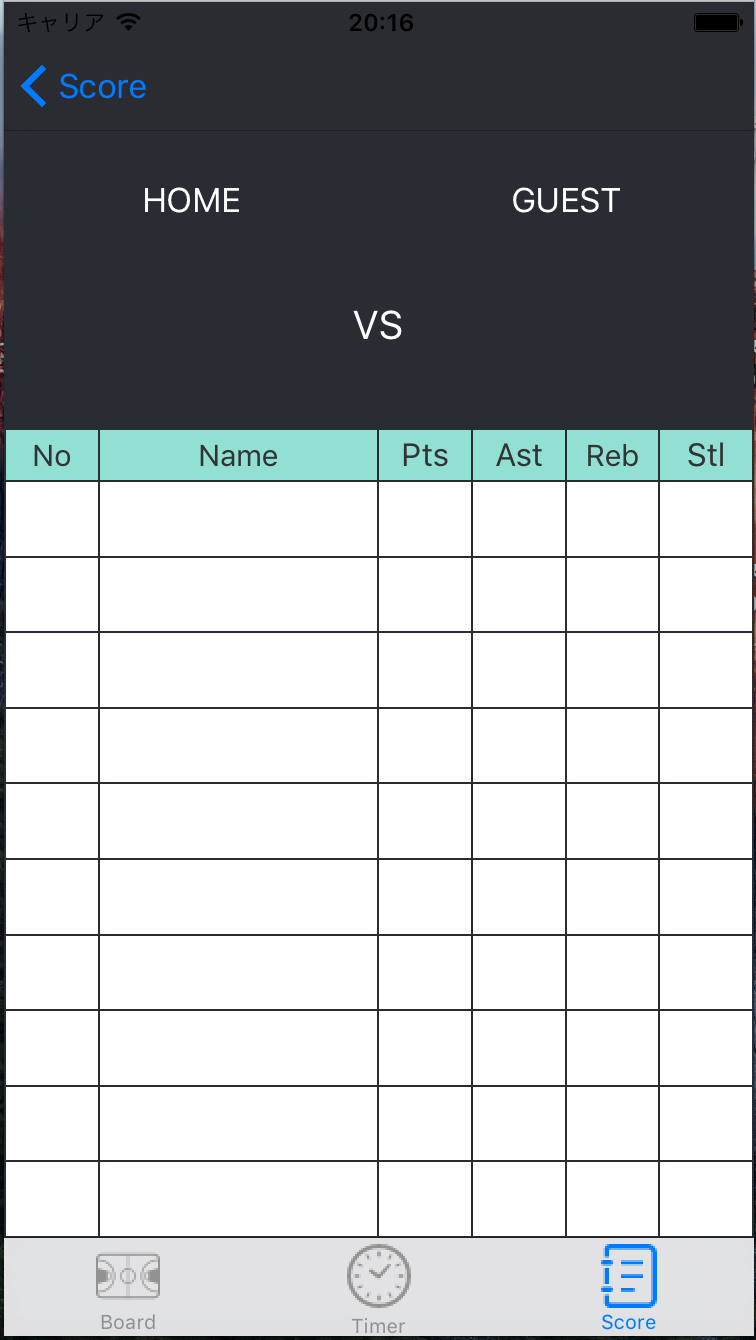 キャリア 20:16
Score
HOME GUEST
VS
No Name Pts Ast Reb Stl
Board Timer Score